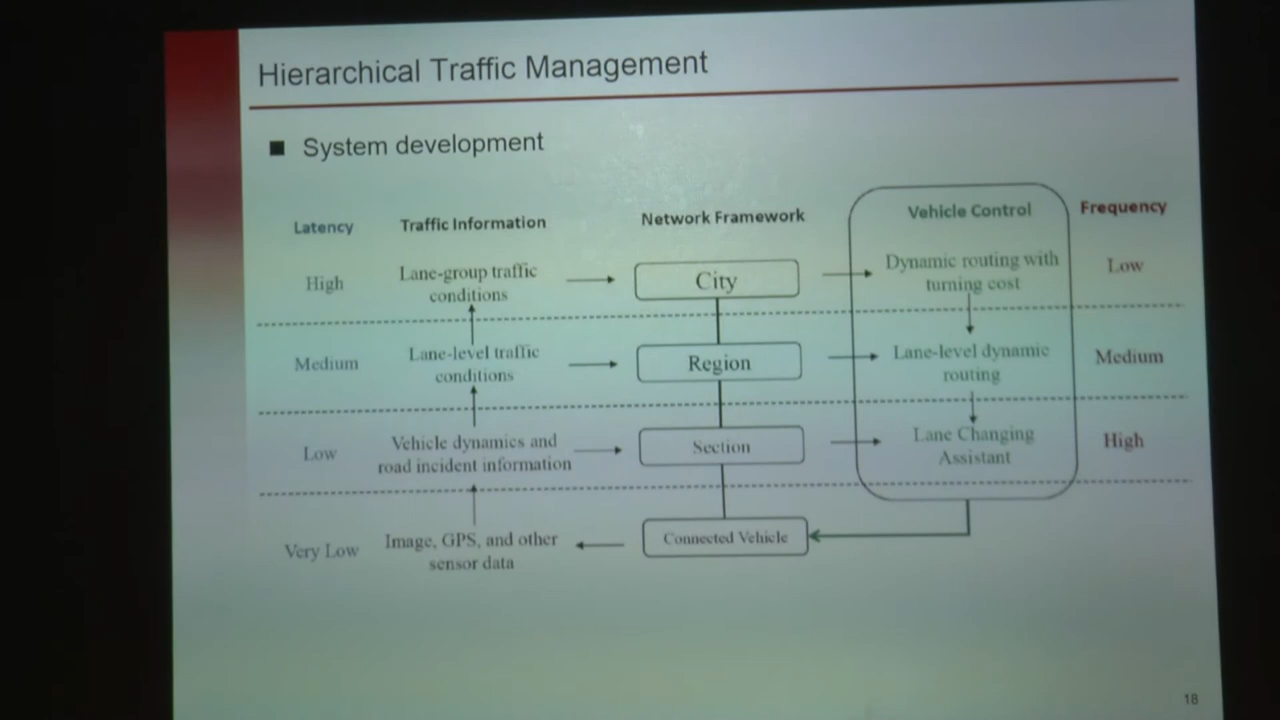 Hierarchical Traffic Management
■ System development
Latency
Traffic Information
Network Framework
Vehicle Control
Frequency
High
Lane-group traffic
conditions
City
Dynamic routing with
turning cost
Low
Medium
Lane-level traffic
conditions
Region
Lane-level dynamic
routing
Medium
Low
Vehicle dynamics and
road incident information
Section
Lane Changing
Assistant
High
Very Low
Image, GPS, and other
sensor data
Connected Vehicle
18